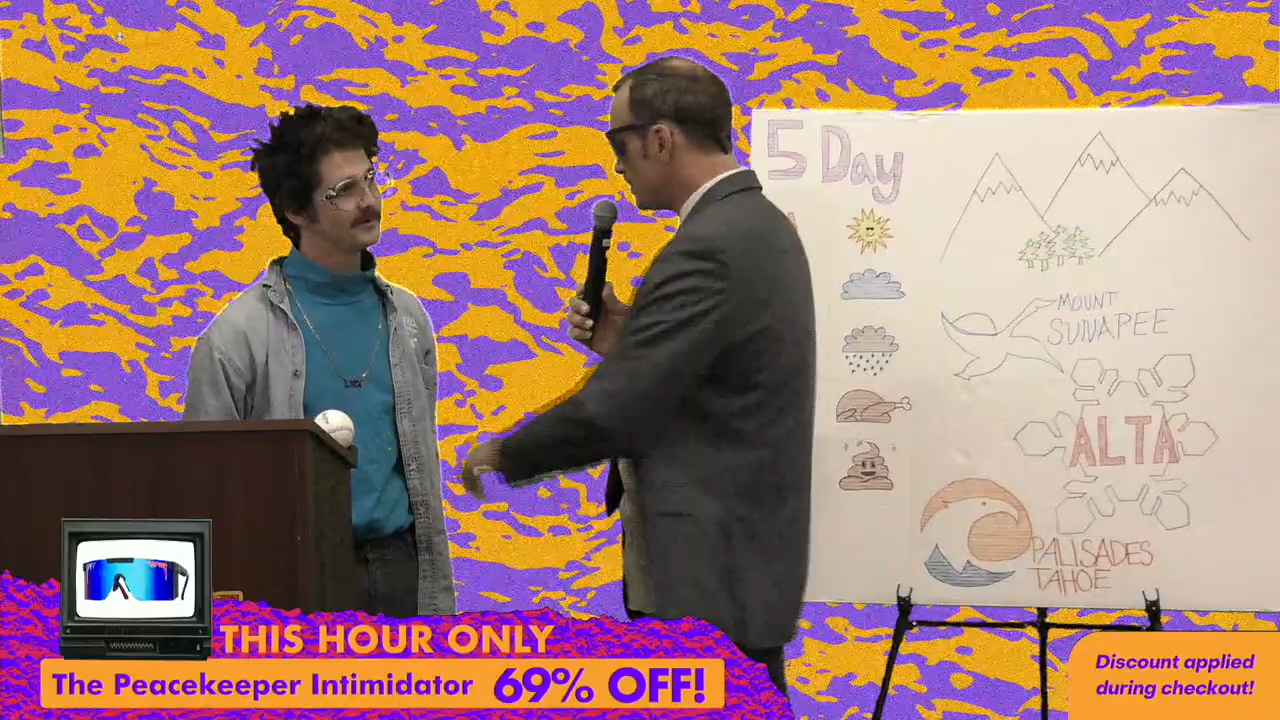 5 Day
MOUNT
SUNAPEE
ALTA
PALISADES
TAHOE
THIS HOUR ONLY
The Peacekeeper Intimidator 69% OFF!
Discount applied
during checkout!